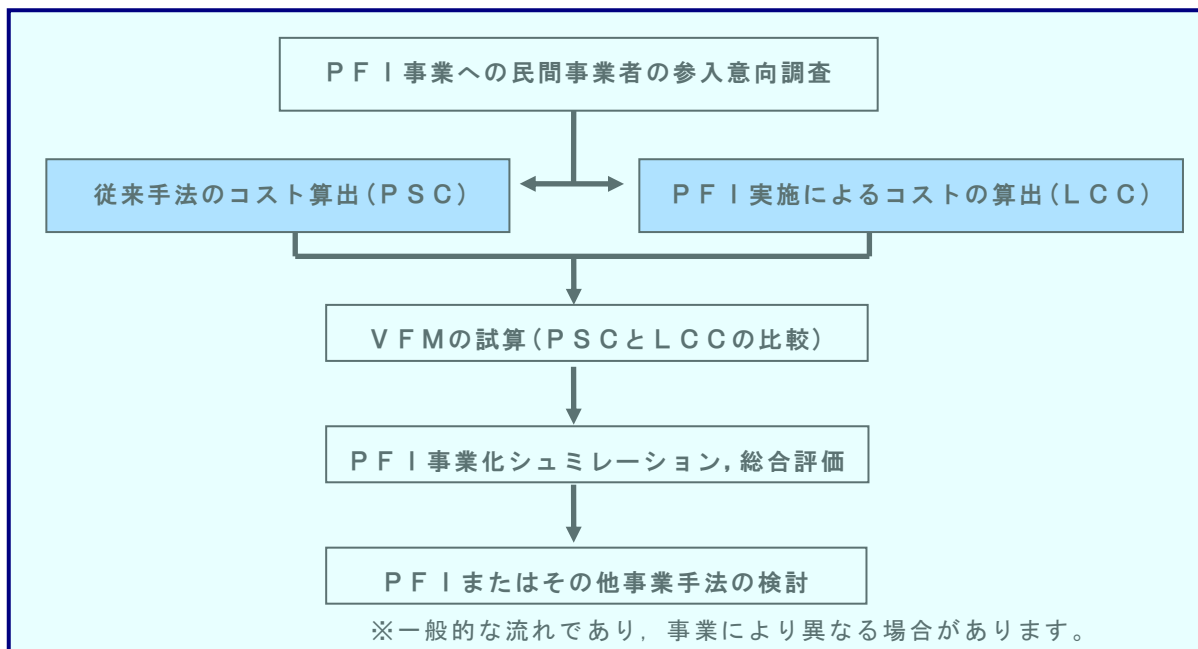 ＰＦＩ事業への民間事業者の参入意向調査
従来手法のコスト算出(ＰＳＣ)
ＰＦＩ実施によるコストの算出(ＬＣＣ)
ＶＦＭの試算(ＰＳＣとＬＣＣの比較)
ＰＦＩ事業化シュミレーション,総合評価
ＰＦＩまたはその他事業手法の検討
※一般的な流れであり，事業により異なる場合があります。